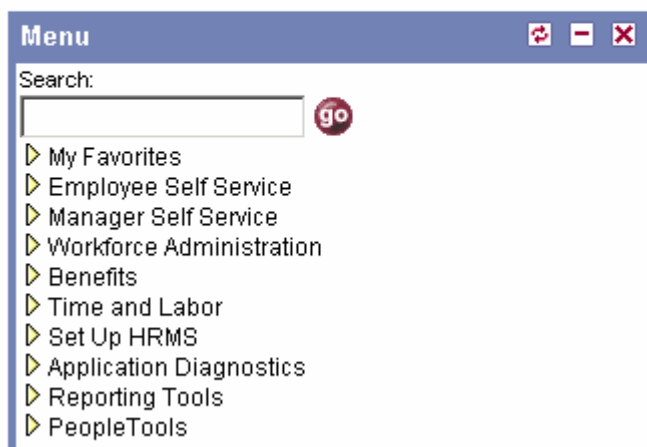 Menu
Search:
go
My Favorites
Employee Self Service
Manager Self Service
Workforce Administration
Benefits
Time and Labor
Set Up HRMS
Application Diagnostics
Reporting Tools
PeopleTools